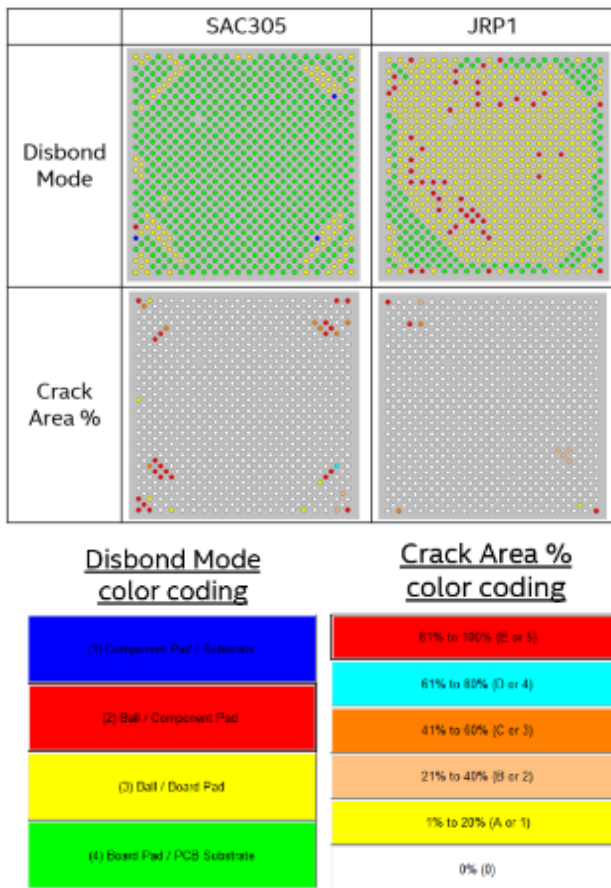 SAC305 JRP1
Disbond
Mode
Crack
Area %
Disbond Mode
color coding
Crack Area %
color coding
(1) Component Pad / Substrate
(2) Ball / Component Pad
(3) Ball / Board Pad
(4) Board Pad / PCB Substrate
81% to 100% (E or 5)
61% to 80% (D or 4)
41% to 60% (C or 3)
21% to 40% (B or 2)
1% to 20% (A or 1)
0% (0)